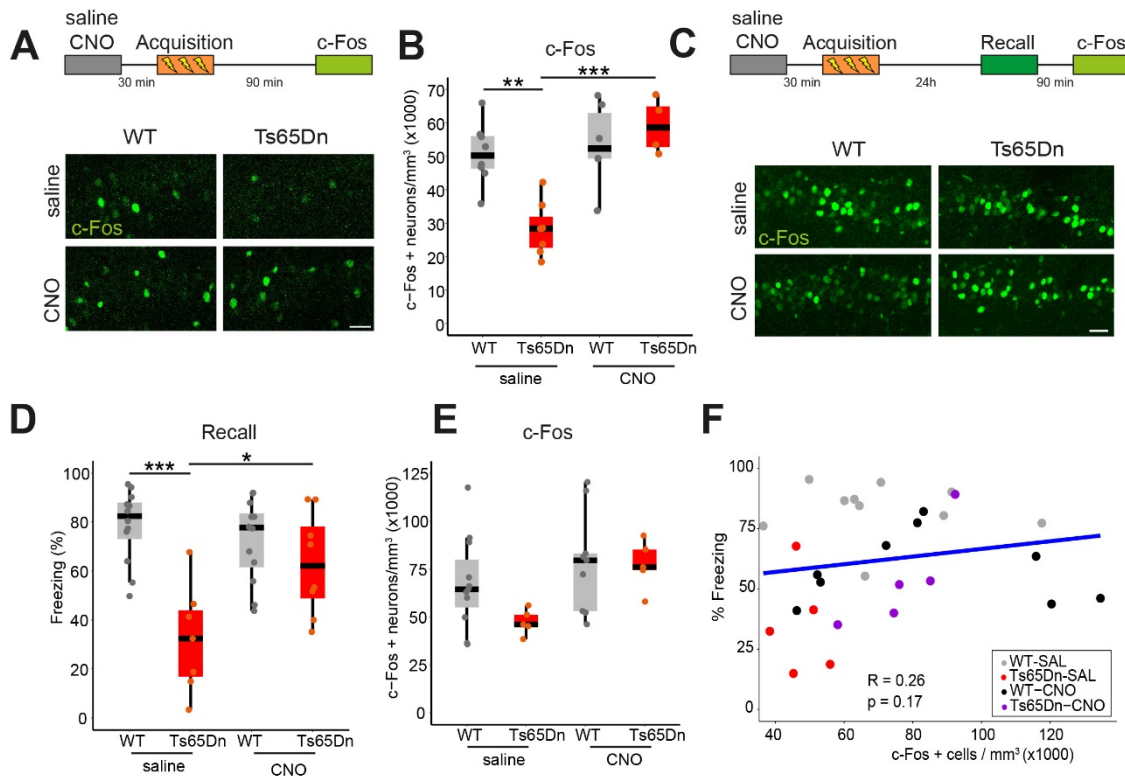 A
saline
CNO
Acquisition
c-Fos
30 min
90 min
WT
Ts65Dn
saline
c-Fos
CNO
B
c-Fos
** ***
c-Fos + neurons/mm³ (x1000)
70
60
50
40
30
20
10
0
WT Ts65Dn WT Ts65Dn
saline CNO
C
saline
CNO
Acquisition
Recall
c-Fos
30 min
24h
90 min
WT
Ts65Dn
saline
c-Fos
CNO
D
Recall
*** *
Freezing (%)
100
80
60
40
20
0
WT Ts65Dn WT Ts65Dn
saline CNO
E
c-Fos
c-Fos + neurons/mm³ (x1000)
125
100
75
50
25
0
WT Ts65Dn WT Ts65Dn
saline CNO
F
% Freezing
100
75
50
25
0
R = 0.26
p = 0.17
WT-SAL
Ts65Dn-SAL
WT−CNO
Ts65Dn−CNO
40 60 80 100 120
c-Fos + cells / mm³ (x1000)